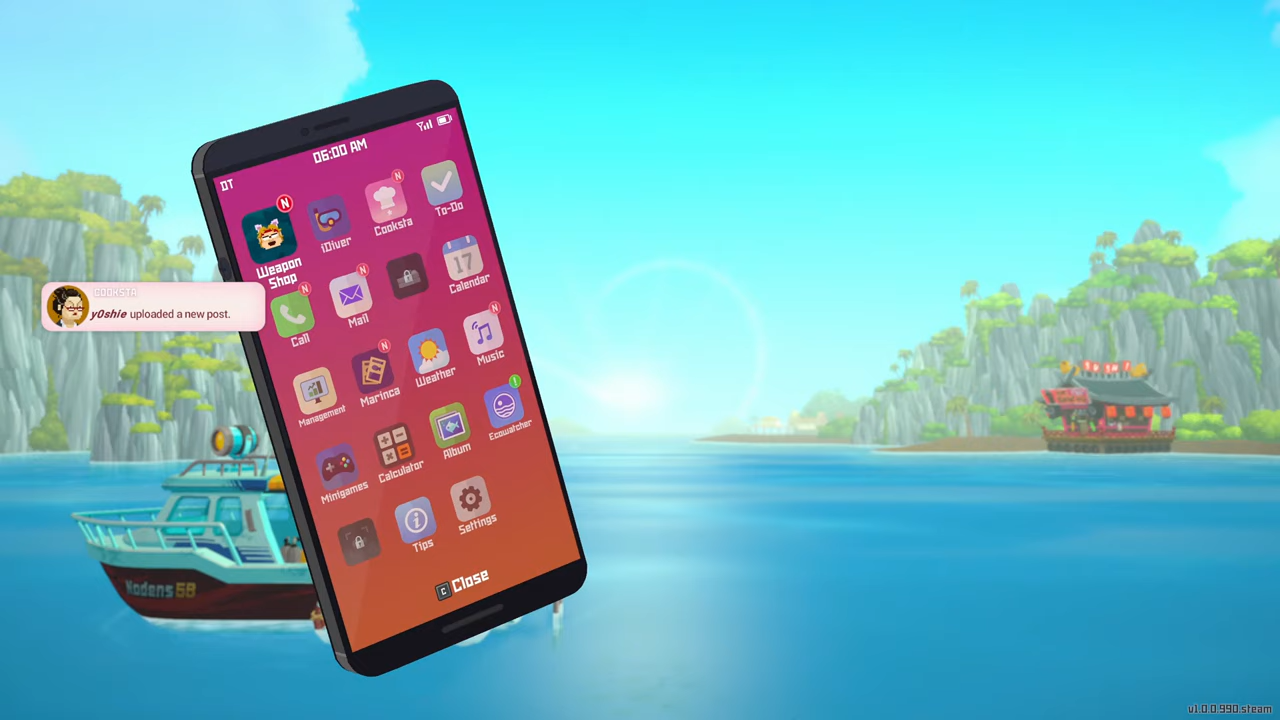 06:00 AM
DT
N
N
Weapon
Shop
iDiver
Cooksta
To-Do
COOKSTA
y0shie uploaded a new post.
N
N
Call
Mail
17
Calendar
N
N
Management
Marinca
Weather
Music
!
Minigames
Calculator
Album
Ecowatcher
Tips
Settings
C Close
Nodens 58
v1.0.0.990.steam